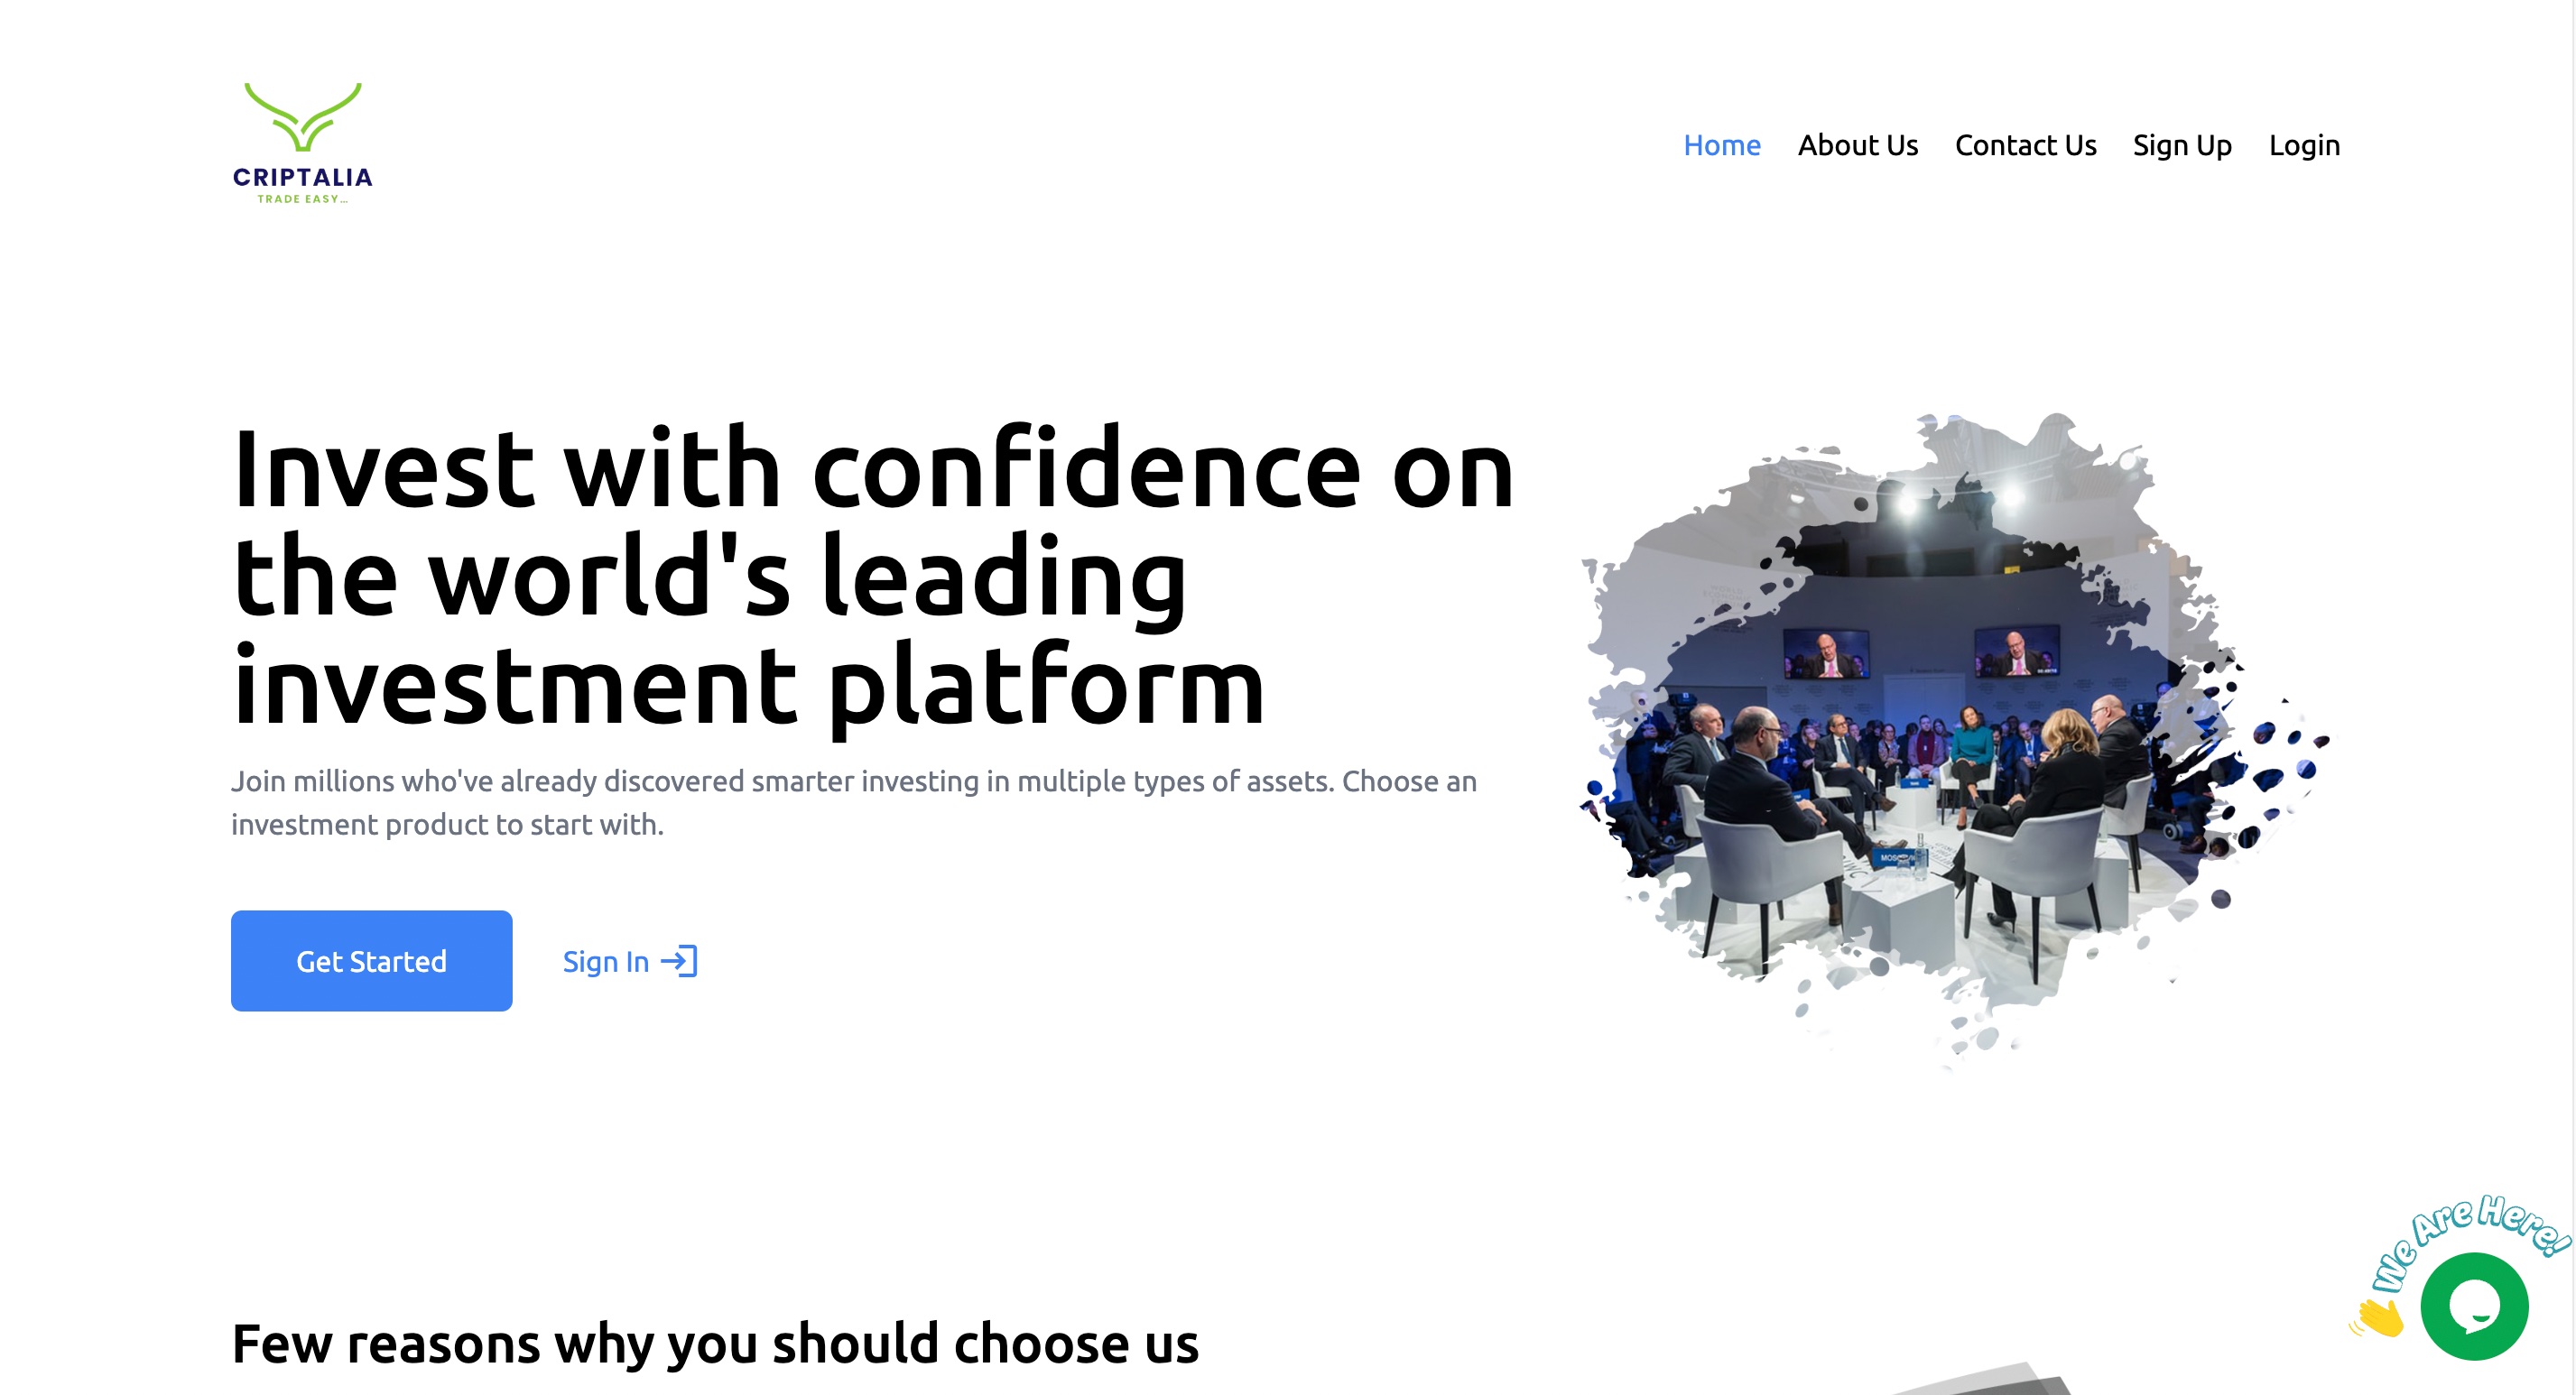 CRIPTALIA
TRADE EASY...
Home About Us Contact Us Sign Up Login
Invest with confidence on
the world's leading
investment platform
Join millions who've already discovered smarter investing in multiple types of assets. Choose an
investment product to start with.
Get Started Sign In
We Are Here!
Few reasons why you should choose us